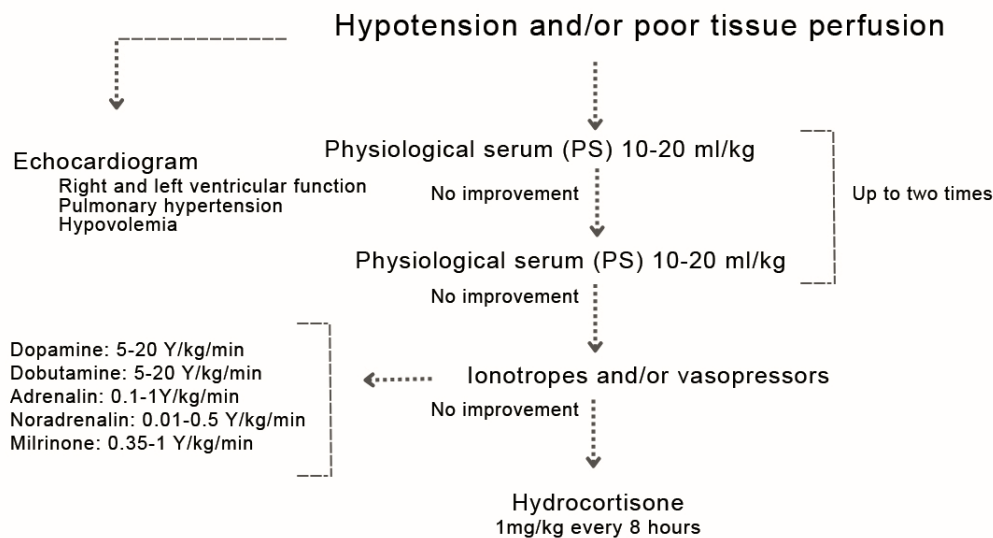 Hypotension and/or poor tissue perfusion
Echocardiogram
Right and left ventricular function
Pulmonary hypertension
Hypovolemia
Physiological serum (PS) 10-20 ml/kg
No improvement
Up to two times
Physiological serum (PS) 10-20 ml/kg
No improvement
Ionotropes and/or vasopressors
Dopamine: 5-20 Y/kg/min
Dobutamine: 5-20 Y/kg/min
Adrenalin: 0.1-1Y/kg/min
Noradrenalin: 0.01-0.5 Y/kg/min
Milrinone: 0.35-1 Y/kg/min
No improvement
Hydrocortisone
1mg/kg every 8 hours